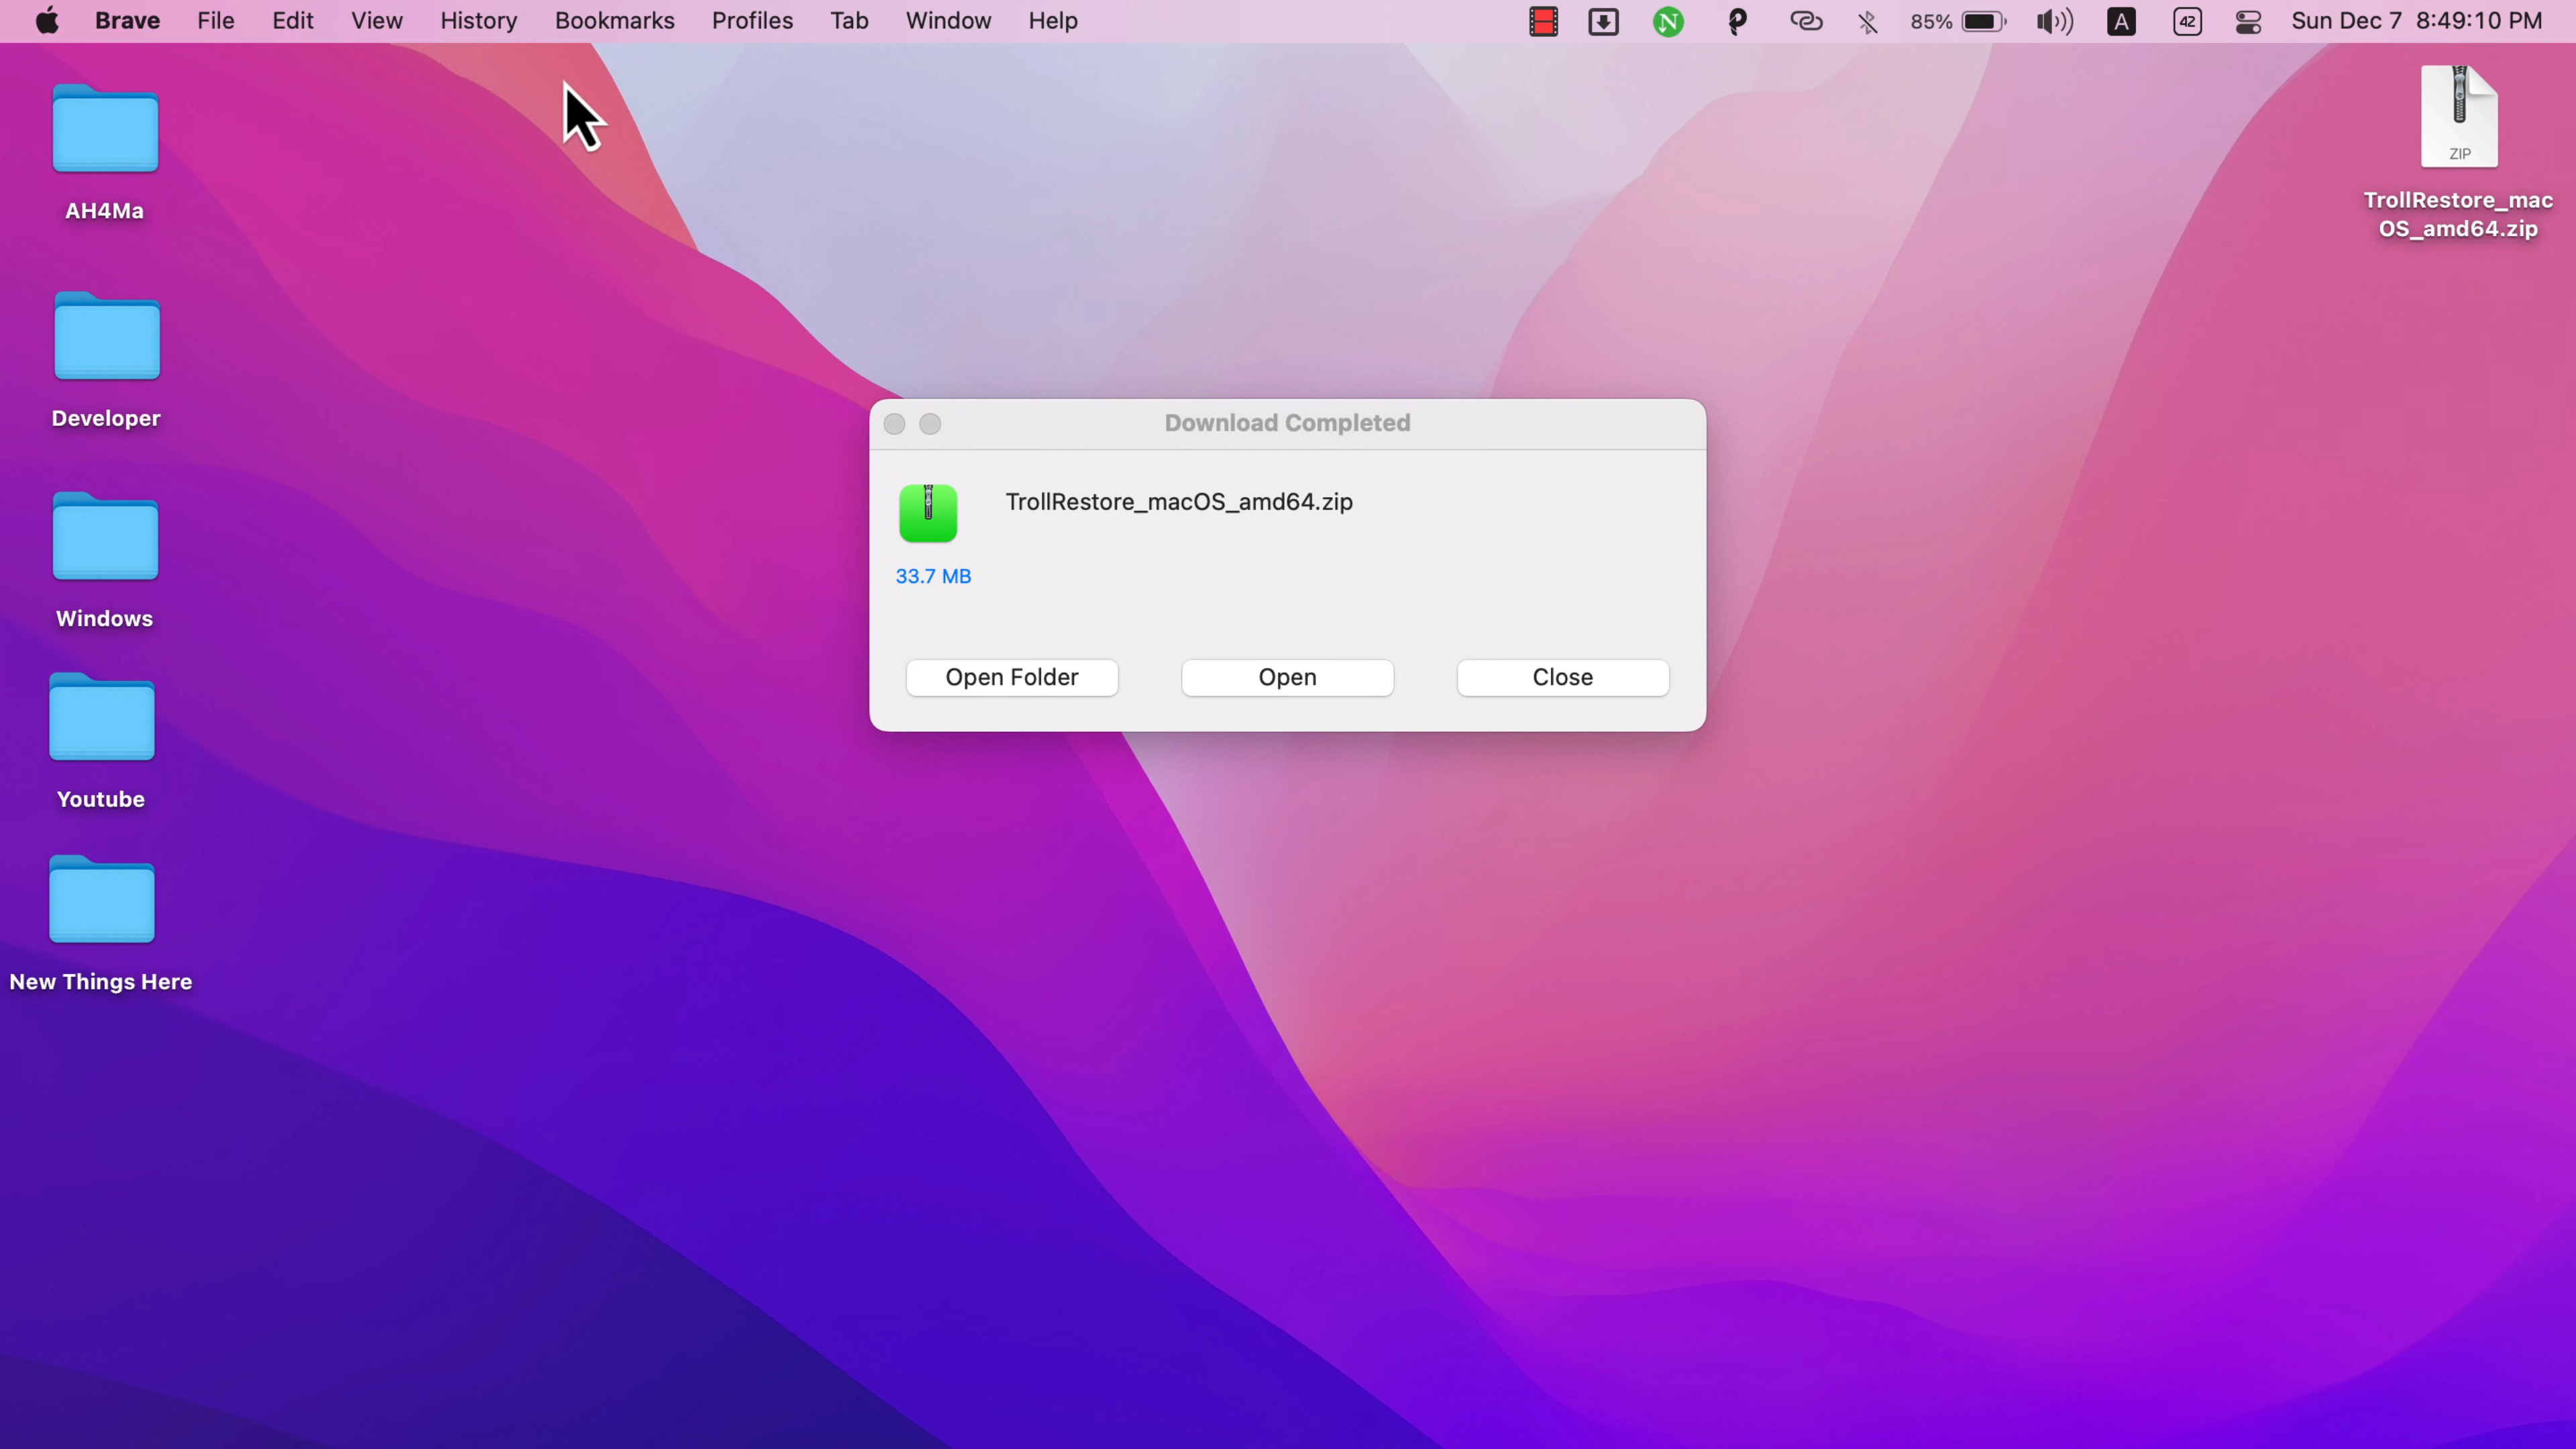 Brave File Edit View History Bookmarks Profiles Tab Window Help N 85% A 42 Sun Dec 7 8:49:10 PM
AH4Ma
Developer
Windows
Youtube
New Things Here
Download Completed
TrollRestore_macOS_amd64.zip
33.7 MB
Open Folder Open Close
ZIP
TrollRestore_mac
OS_amd64.zip